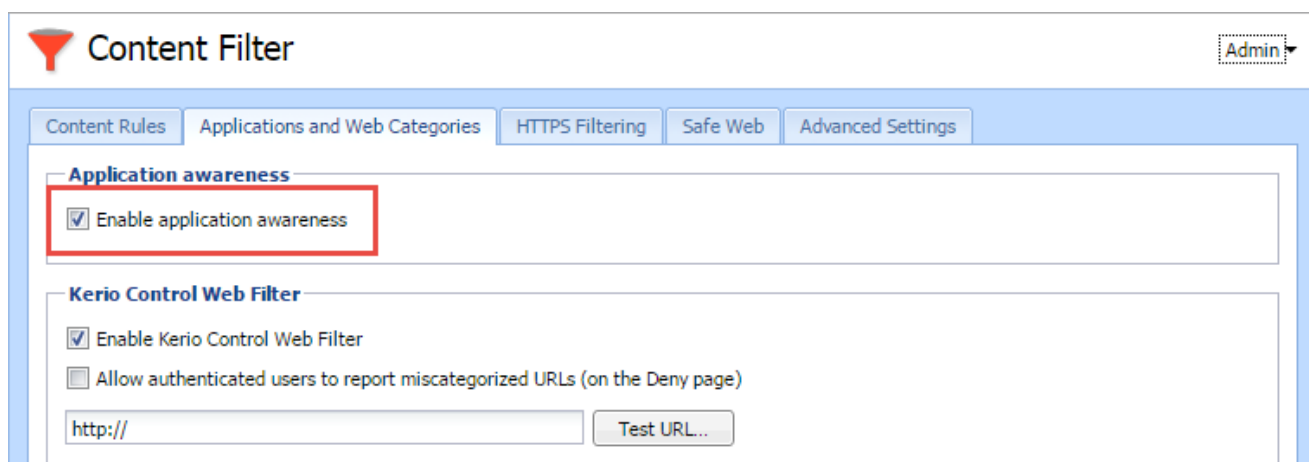 Content Filter
Admin
Content Rules Applications and Web Categories HTTPS Filtering Safe Web Advanced Settings
Application awareness
Enable application awareness
Kerio Control Web Filter
Enable Kerio Control Web Filter
Allow authenticated users to report miscategorized URLs (on the Deny page)
http:// Test URL...